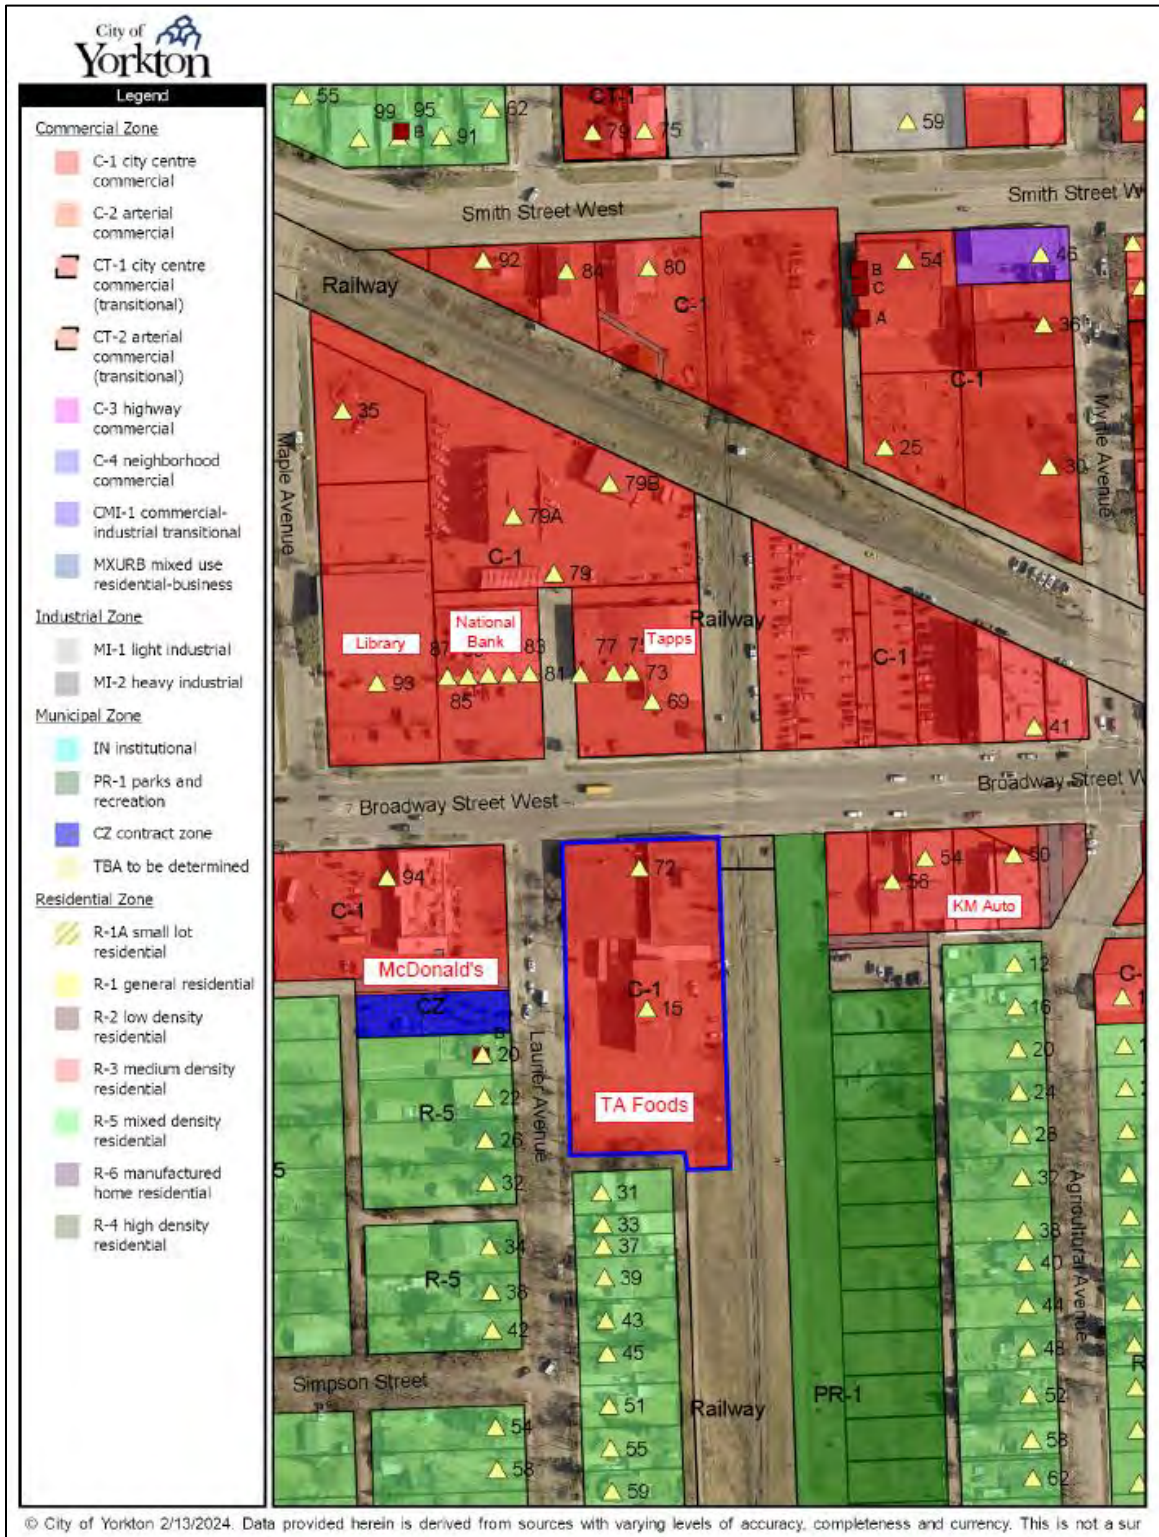 City of
Yorkton
Legend
Commercial Zone
C-1 city centre
commercial
C-2 arterial
commercial
CT-1 city centre
commercial
(transitional)
CT-2 arterial
commercial
(transitional)
C-3 highway
commercial
C-4 neighborhood
commercial
CMI-1 commercial-
industrial transitional
MXURB mixed use
residential-business
Industrial Zone
MI-1 light industrial
MI-2 heavy industrial
Municipal Zone
IN institutional
PR-1 parks and
recreation
CZ contract zone
TBA to be determined
Residential Zone
R-1A small lot
residential
R-1 general residential
R-2 low density
residential
R-3 medium density
residential
R-5 mixed density
residential
R-6 manufactured
home residential
R-4 high density
residential
55
99
95
62
B
91
CT-1
79
75
59
Smith Street West
Smith Street W
92
84
80
C-1
54
46
B
C
A
36
C-1
25
30
Railway
Maple Avenue
Myrtle Avenue
35
79B
79A
C-1
79
Railway
Library
National
Bank
Tapps
87
83
81
77
73
93
85
69
C-1
41
Broadway Street West
Broadway Street W
94
C-1
McDonald's
CZ
72
C-1
15
TA Foods
54
50
56
KM Auto
Laurier Avenue
B
20
22
R-5
26
32
34
R-5
38
42
Simpson Street
54
58
31
33
37
39
43
45
51
55
59
Railway
PR-1
12
16
20
24
28
32
38
40
44
48
52
58
62
Agricultural Avenue
C-
© City of Yorkton 2/13/2024. Data provided herein is derived from sources with varying levels of accuracy, completeness and currency. This is not a sur